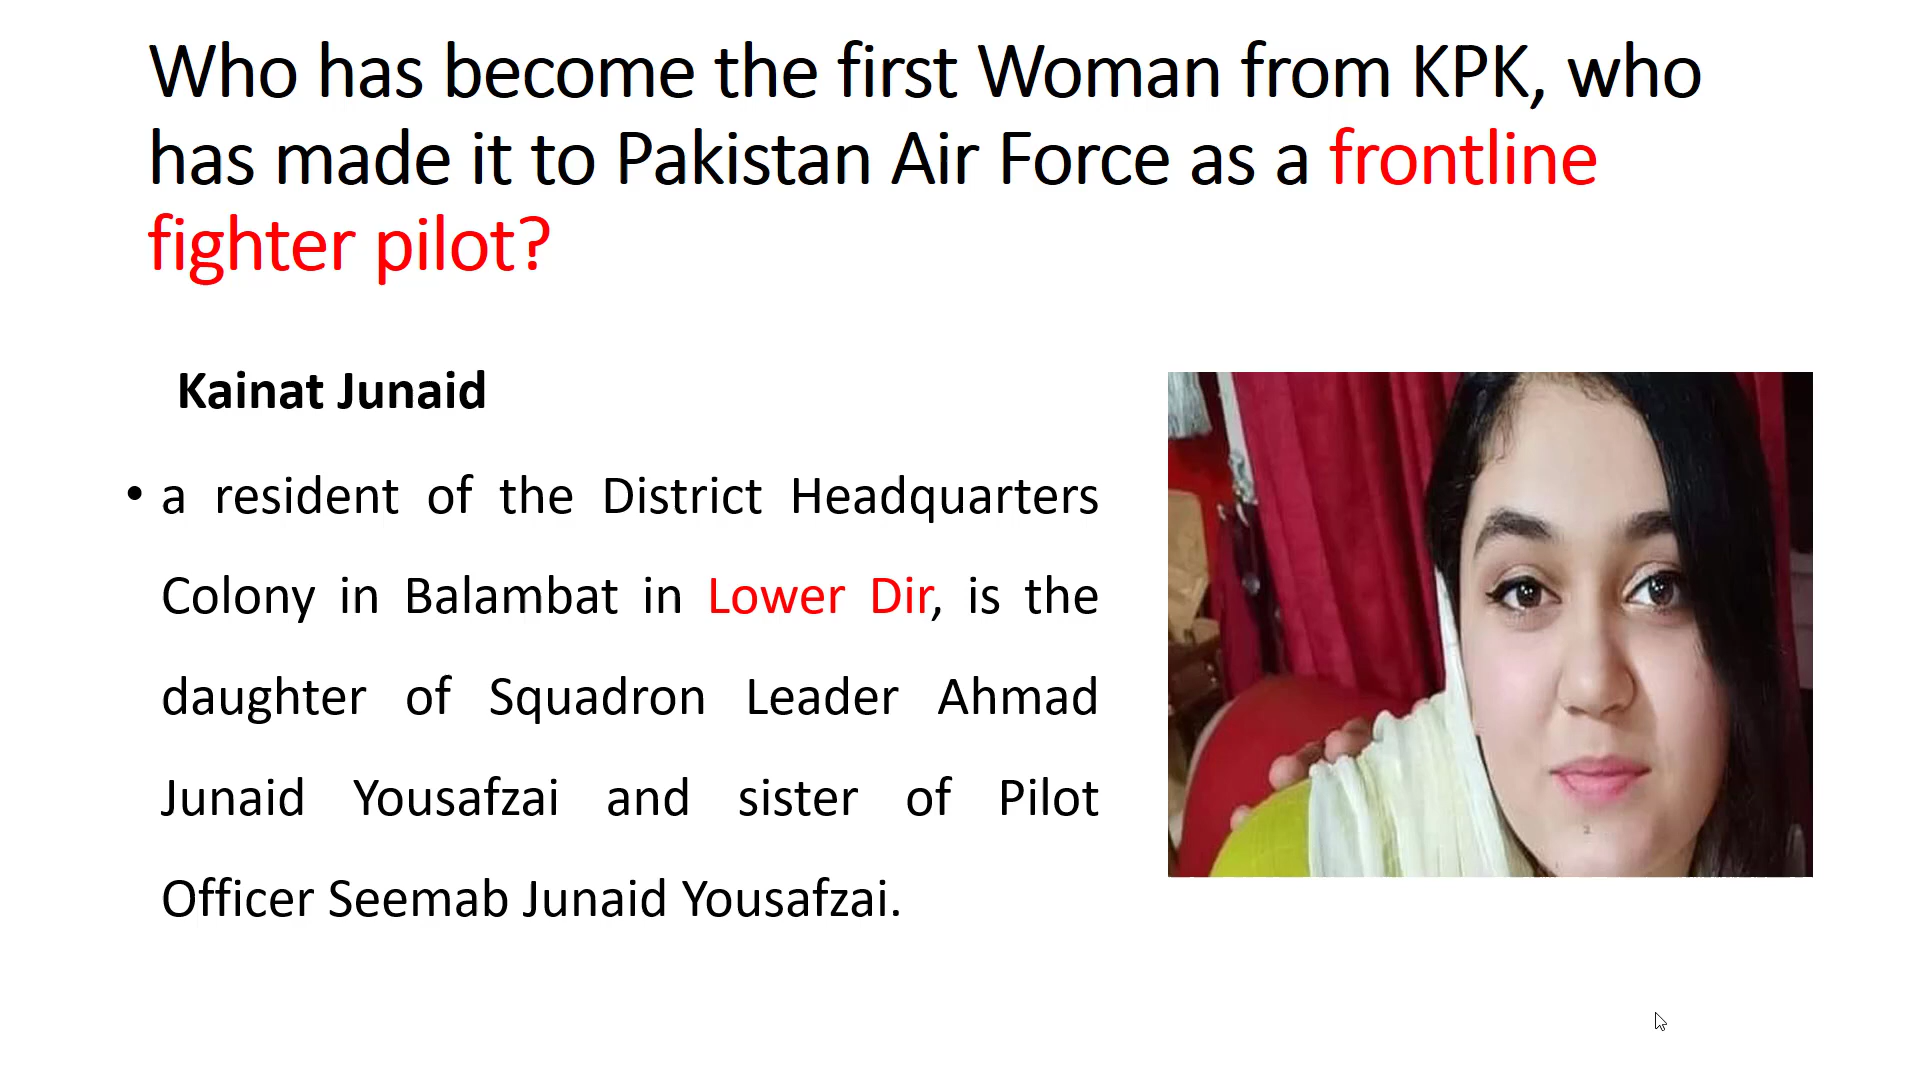 Who has become the first Woman from KPK, who
has made it to Pakistan Air Force as a frontline
fighter pilot?
Kainat Junaid
• a resident of the District Headquarters
Colony in Balambat in Lower Dir, is the
daughter of Squadron Leader Ahmad
Junaid Yousafzai and sister of Pilot
Officer Seemab Junaid Yousafzai.